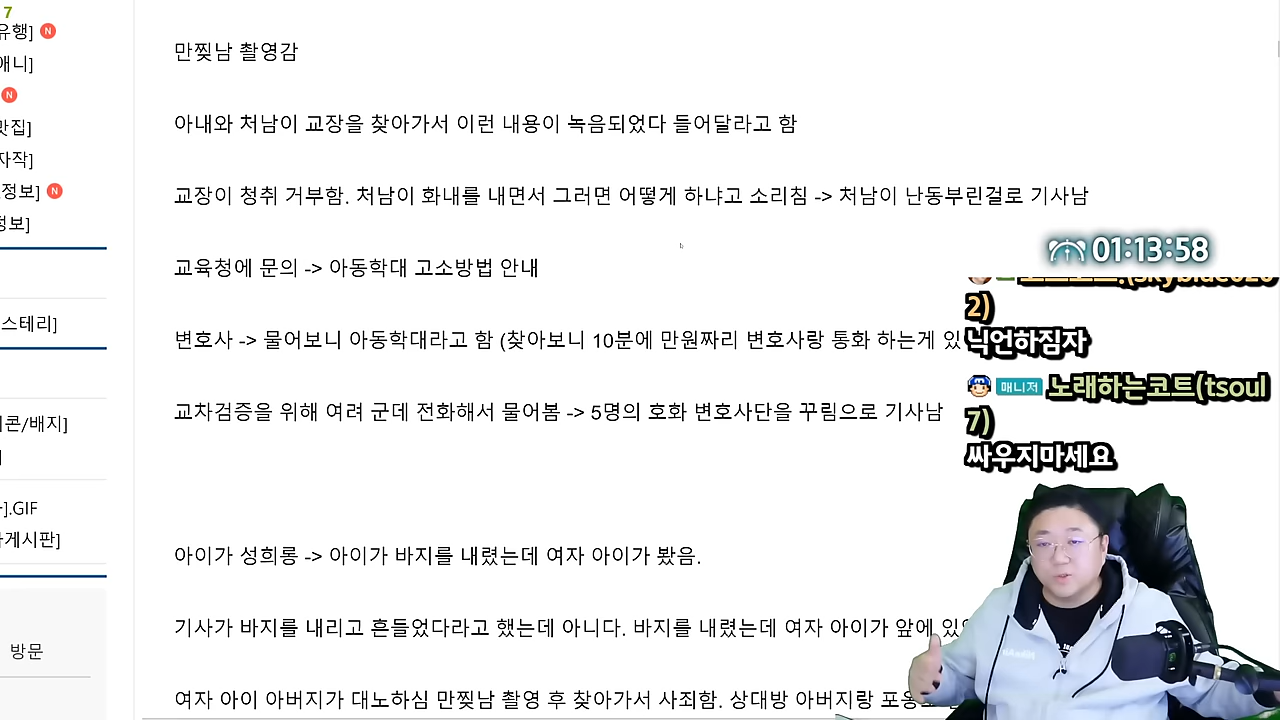 7
유행] N
애니]
N
맛집]
자작]
정보] N
정보]
스테리]
콘/배지]
].GIF
게시판]
방문
만찢남 촬영감
아내와 처남이 교장을 찾아가서 이런 내용이 녹음되었다 들어달라고 함
교장이 청취 거부함. 처남이 화내를 내면서 그러면 어떻게 하냐고 소리침 -> 처남이 난동부린걸로 기사남
교육청에 문의 -> 아동학대 고소방법 안내
변호사 -> 물어보니 아동학대라고 함 (찾아보니 10분에 만원짜리 변호사랑 통화 하는게 있
교차검증을 위해 여려 군데 전화해서 물어봄 -> 5명의 호화 변호사단을 꾸림으로 기사남
아이가 성희롱 -> 아이가 바지를 내렸는데 여자 아이가 봤음.
기사가 바지를 내리고 흔들었다라고 했는데 아니다. 바지를 내렸는데 여자 아이가 앞에
여자 아이 아버지가 대노하심 만찢남 촬영 후 찾아가서 사죄함. 상대방 아버지랑
01:13:58
2)
닉언하짐자
매니저 노래하는코트(tsoul
7)
싸우지마세요